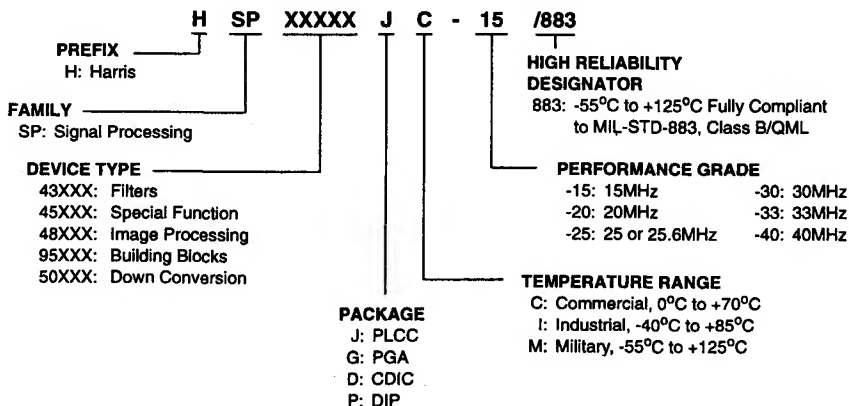 H SP XXXXX J C - 15 /883
PREFIX
H: Harris
FAMILY
SP: Signal Processing
DEVICE TYPE
43XXX: Filters
45XXX: Special Function
48XXX: Image Processing
95XXX: Building Blocks
50XXX: Down Conversion
PACKAGE
J: PLCC
G: PGA
D: CDIC
P: DIP
HIGH RELIABILITY
DESIGNATOR
883: -55°C to +125°C Fully Compliant
to MIL-STD-883, Class B/QML
PERFORMANCE GRADE
-15: 15MHz -30: 30MHz
-20: 20MHz -33: 33MHz
-25: 25 or 25.6MHz -40: 40MHz
TEMPERATURE RANGE
C: Commercial, 0°C to +70°C
I: Industrial, -40°C to +85°C
M: Military, -55°C to +125°C